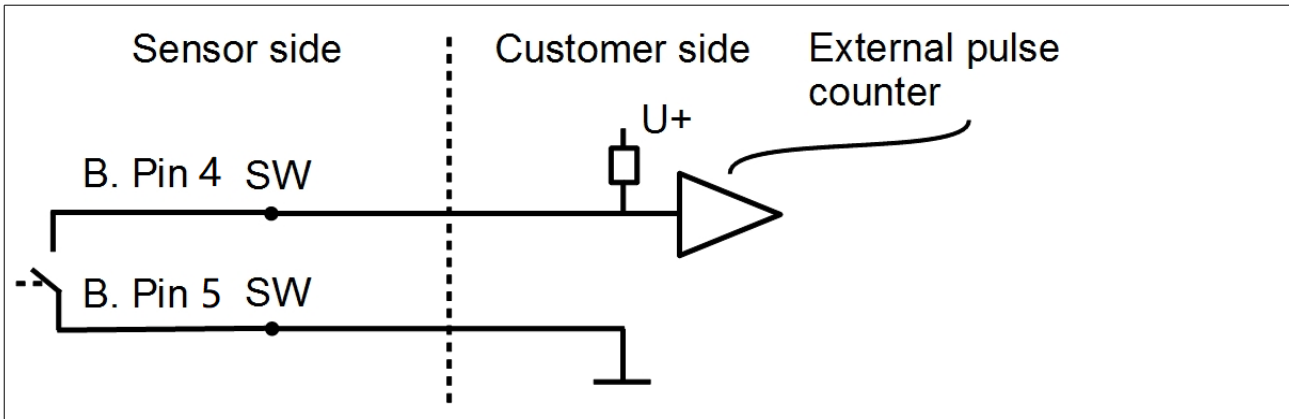 Sensor side
Customer side
External pulse
counter
U+
B. Pin 4 SW
B. Pin 5 SW